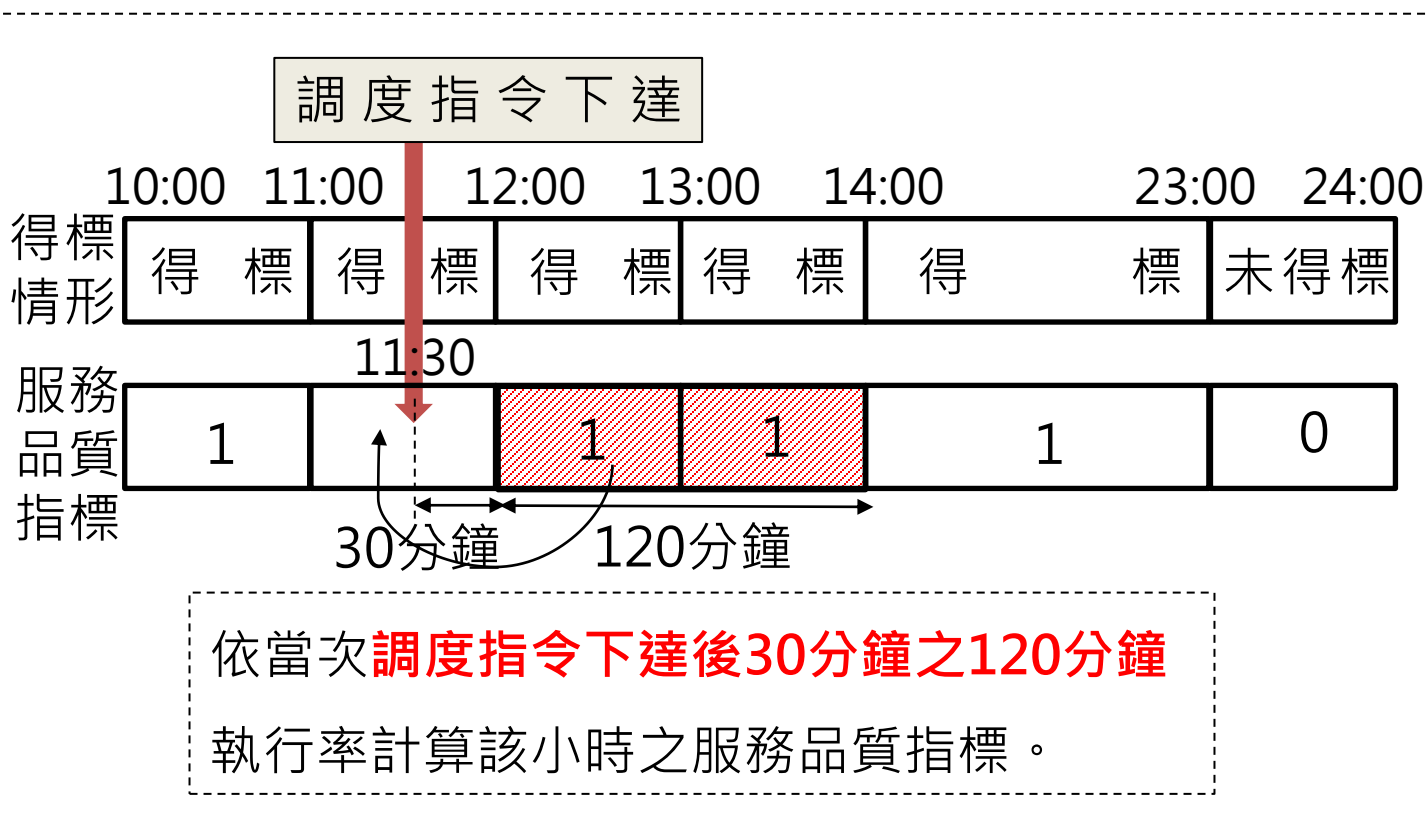 調度指令下達
10:00 11:00 12:00 13:00 14:00 23:00 24:00
得標情形
得標 得標 得標 得標 得標 未得標
11:30
服務品質指標
1 1 1 1 0
30分鐘 120分鐘
依當次調度指令下達後30分鐘之120分鐘
執行率計算該小時之服務品質指標。